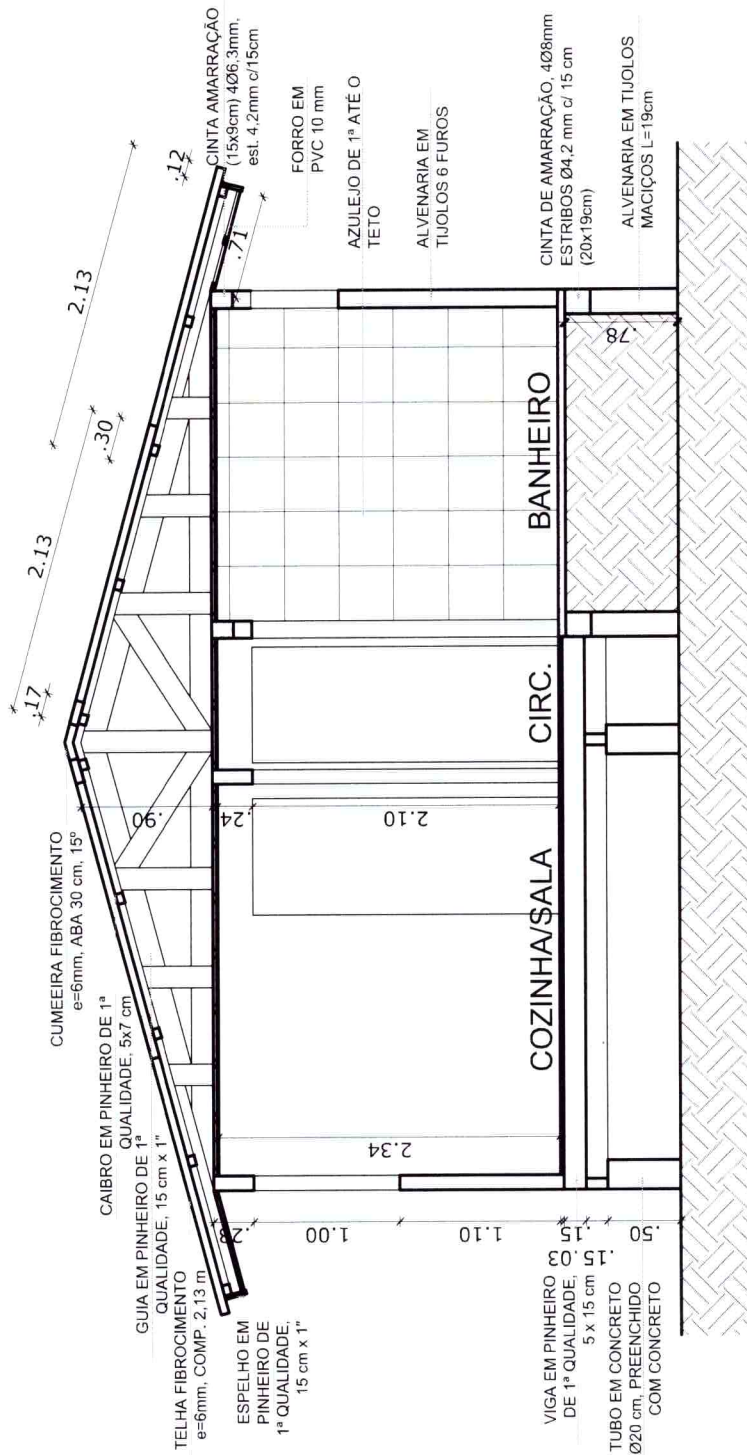 CUMEEIRA FIBROCIMENTO
e=6mm, ABA 30 cm, 15º
CAIBRO EM PINHEIRO DE 1ª
QUALIDADE, 5x7 cm
GUIA EM PINHEIRO DE 1ª
QUALIDADE, 15 cm x 1"
TELHA FIBROCIMENTO
e=6mm, COMP. 2,13 m
ESPELHO EM
PINHEIRO DE
1ª QUALIDADE,
15 cm x 1"
VIGA EM PINHEIRO
DE 1ª QUALIDADE,
5 x 15 cm
TUBO EM CONCRETO
Ø20 cm, PREENCHIDO
COM CONCRETO
.17
2.13
.30
2.13
.12
.71
.90
.24
2.10
2.34
.28
1.00
1.10
.15
.03
.15
.50
.78
COZINHA/SALA
CIRC.
BANHEIRO
CINTA AMARRAÇÃO
(15x9cm) 4Ø6,3mm,
est. 4,2mm c/15cm
FORRO EM
PVC 10 mm
AZULEJO DE 1ª ATÉ O
TETO
ALVENARIA EM
TIJOLOS 6 FUROS
CINTA DE AMARRAÇÃO, 4Ø8mm
ESTRIBOS Ø4,2 mm c/ 15 cm
(20x19cm)
ALVENARIA EM TIJOLOS
MACIÇOS L=19cm